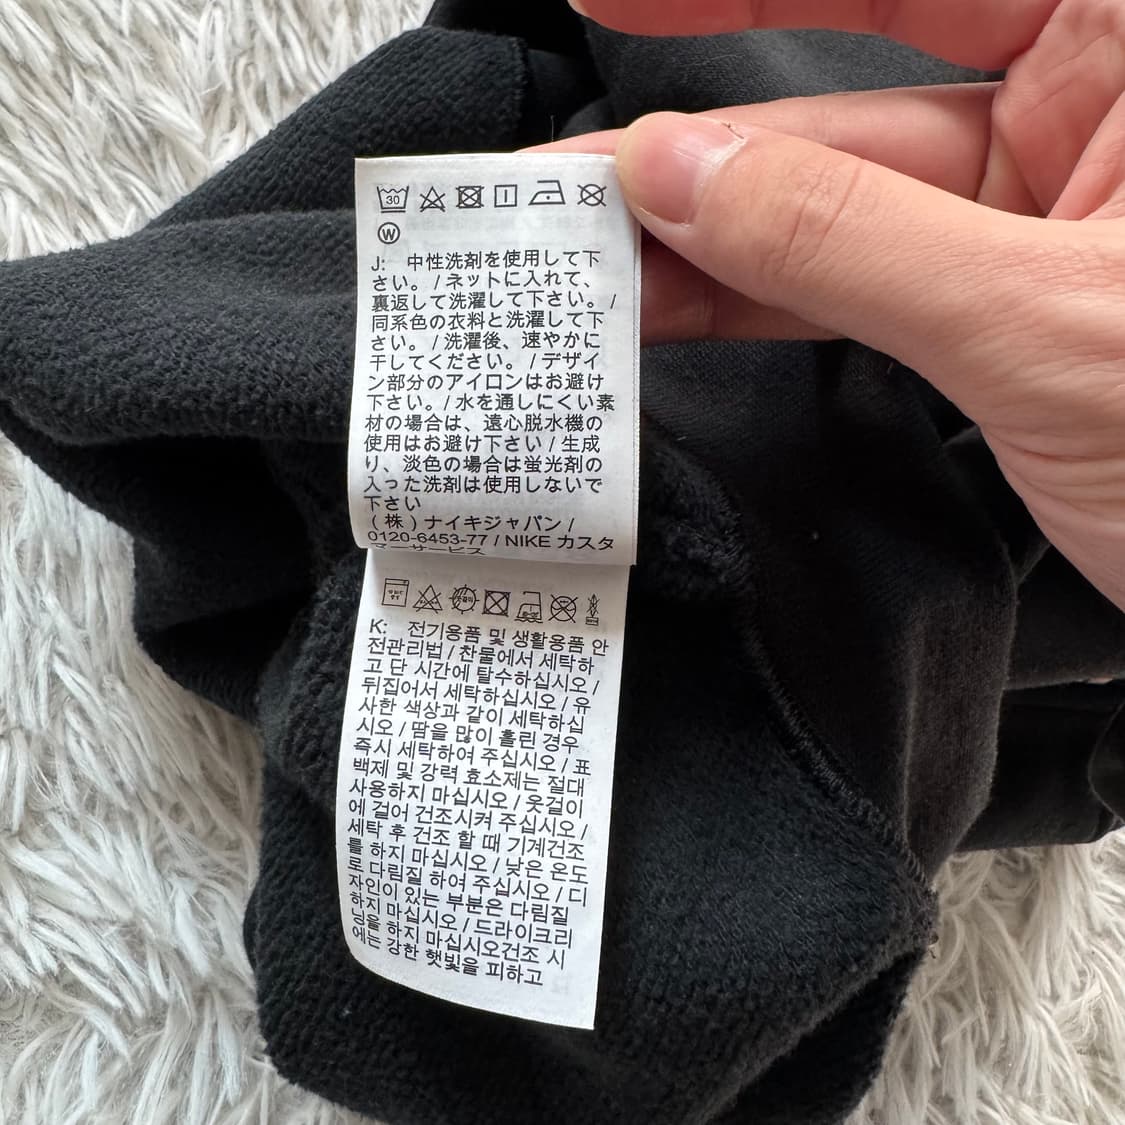 30
W
J: 中性洗剤を使用して下
さい。/ ネットに入れて、
裏返して洗濯して下さい。/
同系色の衣料と洗濯して下
さい。/ 洗濯後、速やかに
干してください。/ デザイ
ン部分のアイロンはお避け
下さい。/ 水を通しにくい素
材の場合は、遠心脱水機の
使用はお避け下さい / 生成
り、淡色の場合は蛍光剤の
入った洗剤は使用しないで
下さい
(株) ナイキジャパン /
0120-6453-77 / NIKE カスタ
マーサービス
K: 전기용품 및 생활용품 안
전관리법 / 찬물에서 세탁하
고 단 시간에 탈수하십시오 /
뒤집어서 세탁하십시오 / 유
사한 색상과 같이 세탁하십
시오 / 땀을 많이 흘린 경우
즉시 세탁하여 주십시오 / 표
백제 및 강력 효소제는 절대
사용하지 마십시오 / 옷걸이
에 걸어 건조시켜 주십시오 /
세탁 후 건조 할 때 기계건조
를 하지 마십시오 / 낮은 온도
로 다림질 하여 주십시오 / 디
자인이 있는 부분은 다림질
하지 마십시오 / 드라이크리
닝을 하지 마십시오건조 시
에는 강한 햇빛을 피하고